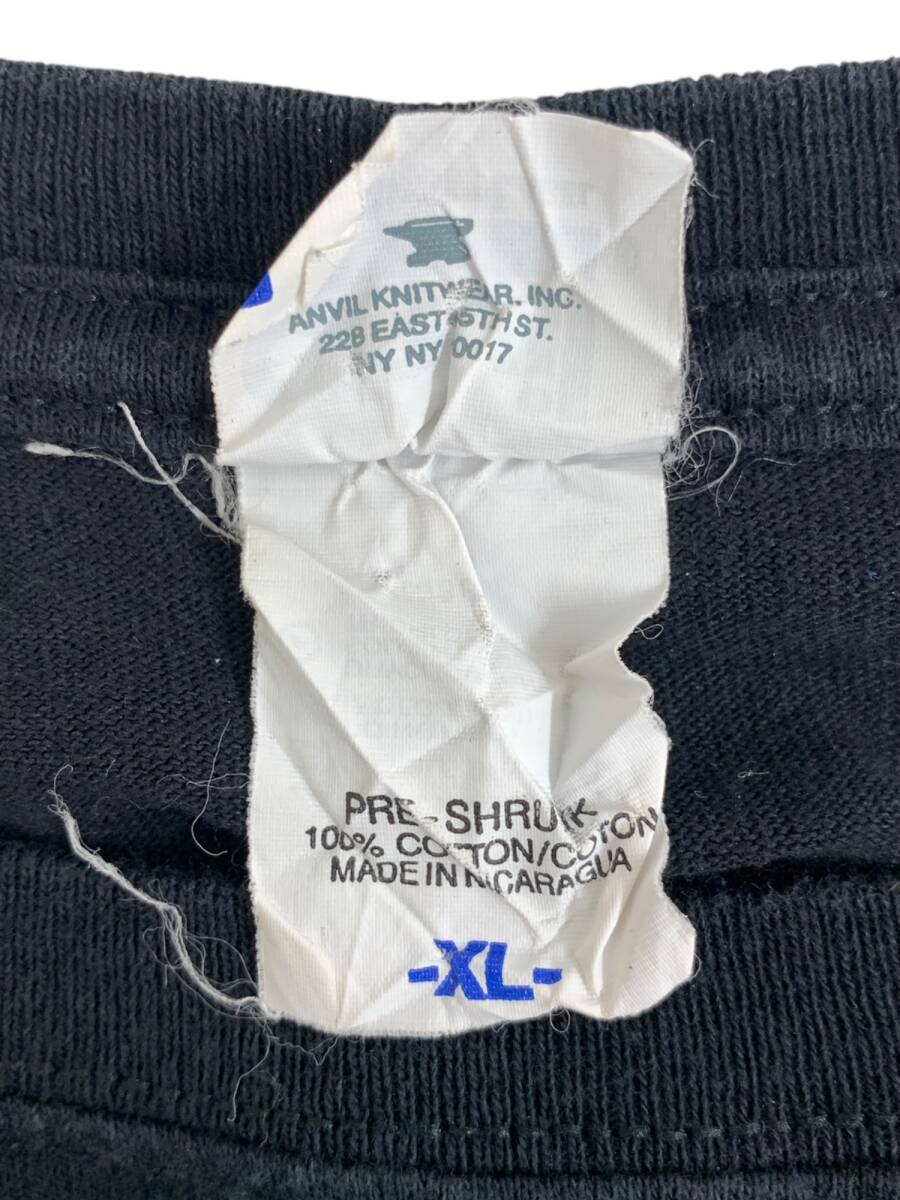 ANVIL KNITWEAR. INC.
228 EAST 45TH ST.
NY NY 0017
PRE-SHRUNK
100% COTTON/COTON
MADE IN NICARAGUA
-XL-